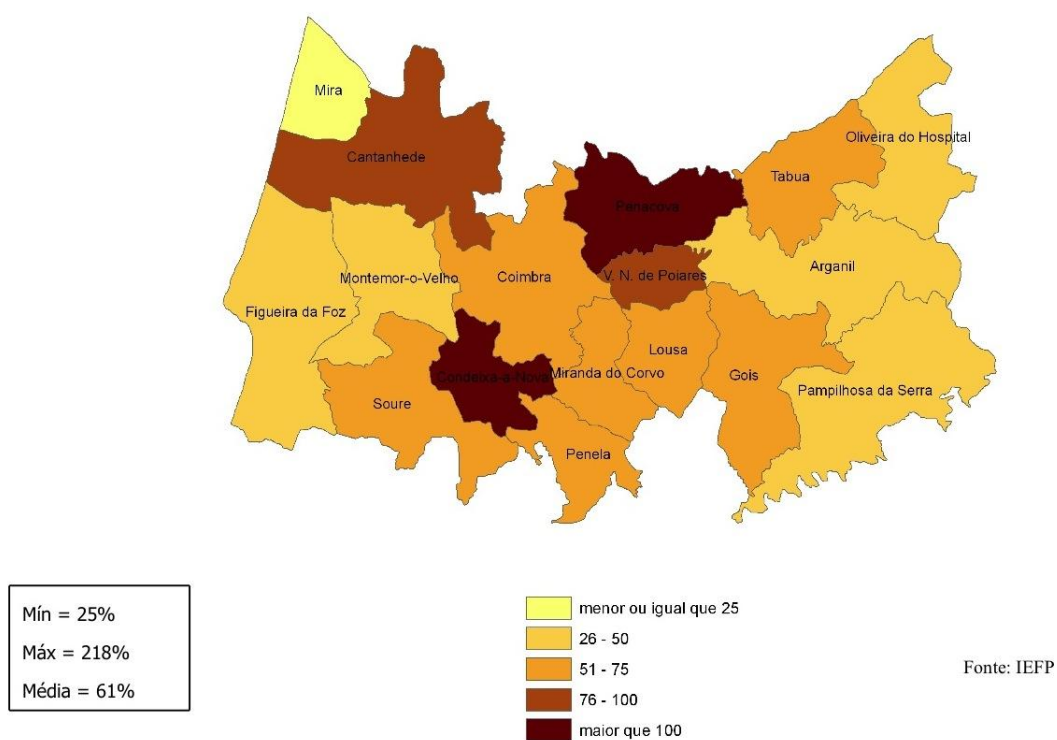 Mira
Oliveira do Hospital
Cantanhede
Tabua
Penacova
Arganil
V. N. de Poiares
Coimbra
Montemor-o-Velho
Figueira da Foz
Lousa
Condeixa-a-Nova
Miranda do Corvo
Gois
Pampilhosa da Serra
Soure
Penela
Mín = 25%
Máx = 218%
Média = 61%
menor ou igual que 25
26 - 50
51 - 75
76 - 100
maior que 100
Fonte: IEFP